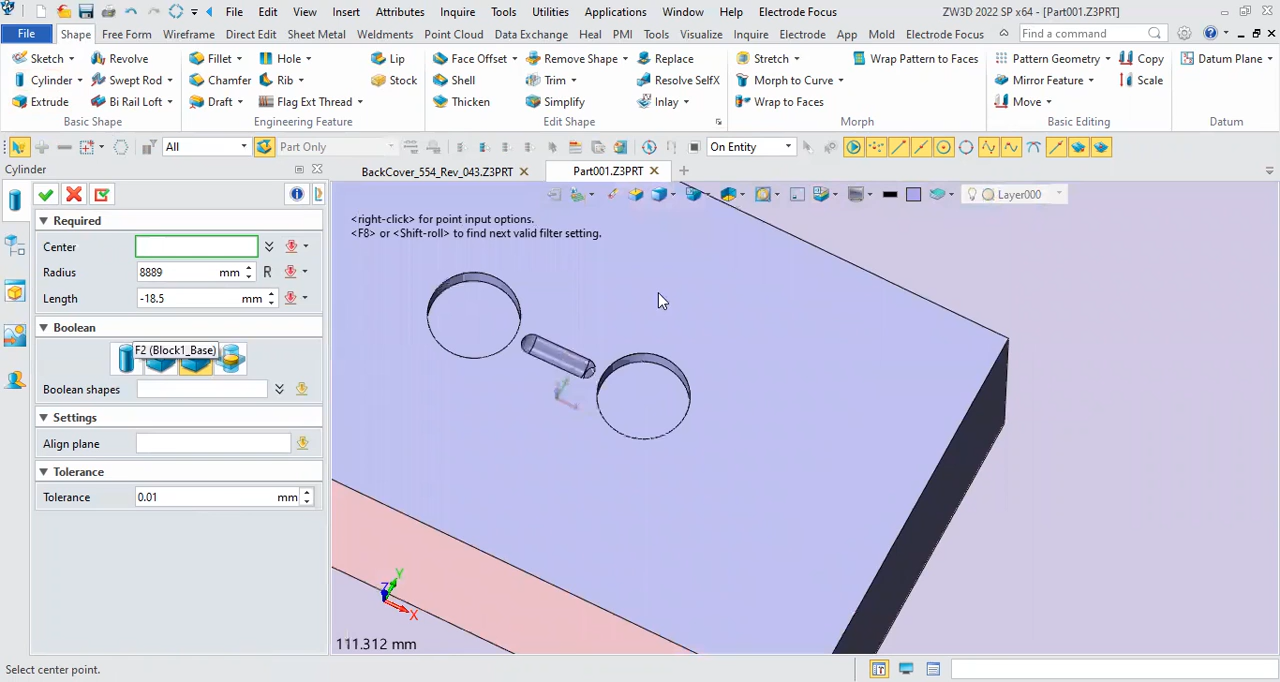 File Edit View Insert Attributes Inquire Tools Utilities Applications Window Help Electrode Focus ZW3D 2022 SP x64 - [Part001.Z3PRT]
File Shape Free Form Wireframe Direct Edit Sheet Metal Weldments Point Cloud Data Exchange Heal PMI Tools Visualize Inquire Electrode App Mold Electrode Focus Find a command
Sketch Revolve Fillet Hole Lip Face Offset Remove Shape Replace Stretch Wrap Pattern to Faces Pattern Geometry Copy Datum Plane
Cylinder Swept Rod Chamfer Rib Stock Shell Trim Resolve SelfX Morph to Curve Mirror Feature Scale
Extrude Bi Rail Loft Draft Flag Ext Thread Thicken Simplify Inlay Wrap to Faces Move
Basic Shape Engineering Feature Edit Shape Morph Basic Editing Datum
All Part Only On Entity
Cylinder BackCover_554_Rev_043.Z3PRT Part001.Z3PRT
Layer000
Required
<right-click> for point input options.
<F8> or <Shift-roll> to find next valid filter setting.
Center
Radius 8889 mm R
Length -18.5 mm
Boolean
F2 (Block1_Base)
Boolean shapes
Settings
Align plane
Tolerance
Tolerance 0.01 mm
Z Y X
111.312 mm
Select center point.